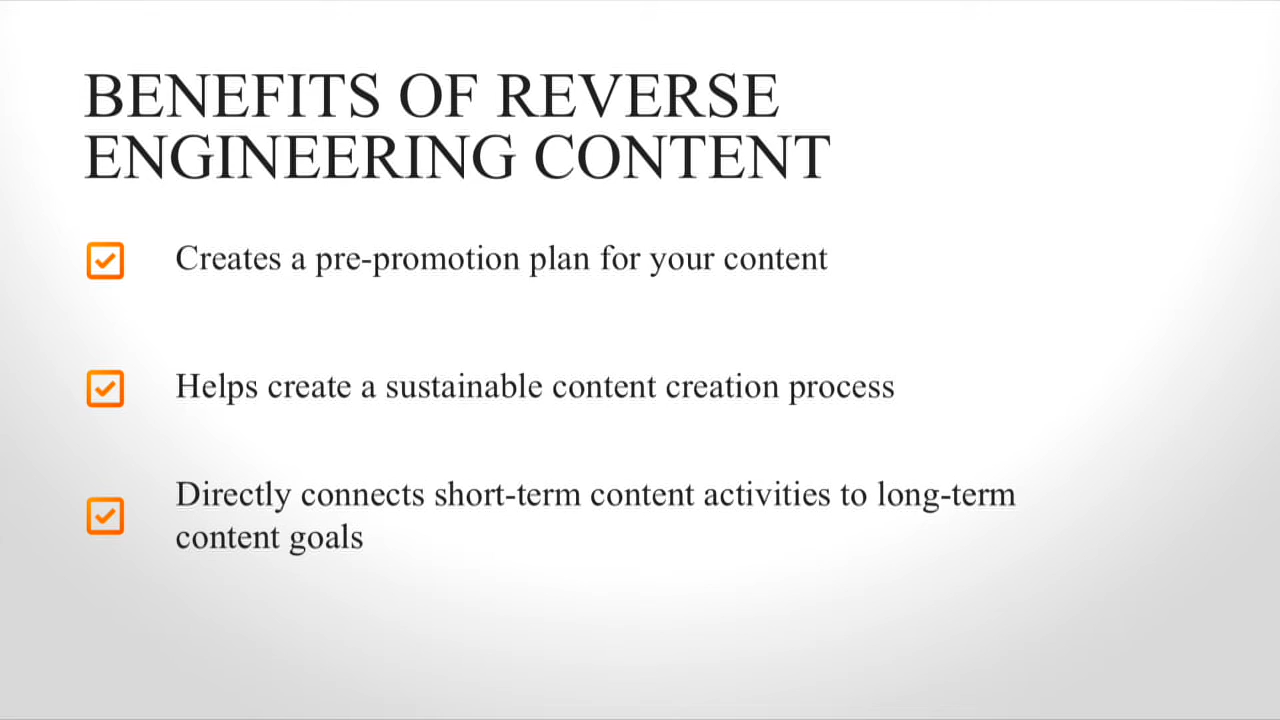 BENEFITS OF REVERSE
ENGINEERING CONTENT
Creates a pre-promotion plan for your content
Helps create a sustainable content creation process
Directly connects short-term content activities to long-term
content goals